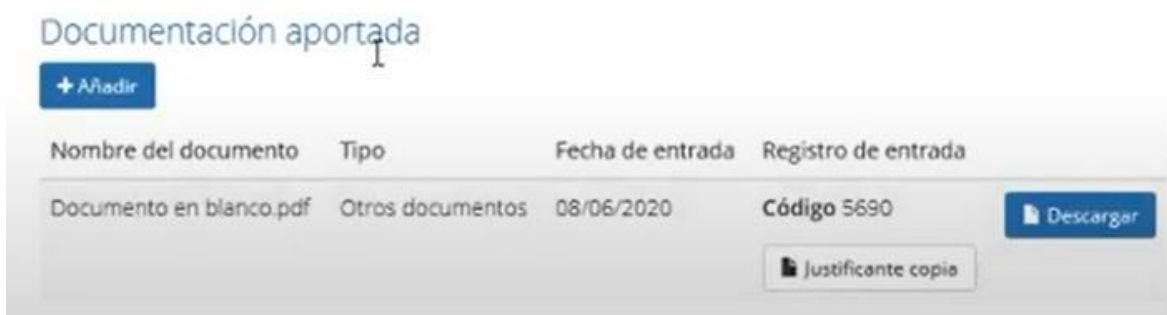 Documentación aportada
+ Añadir
Nombre del documento Tipo Fecha de entrada Registro de entrada
Documento en blanco.pdf Otros documentos 08/06/2020 Código 5690 Descargar
Justificante copia